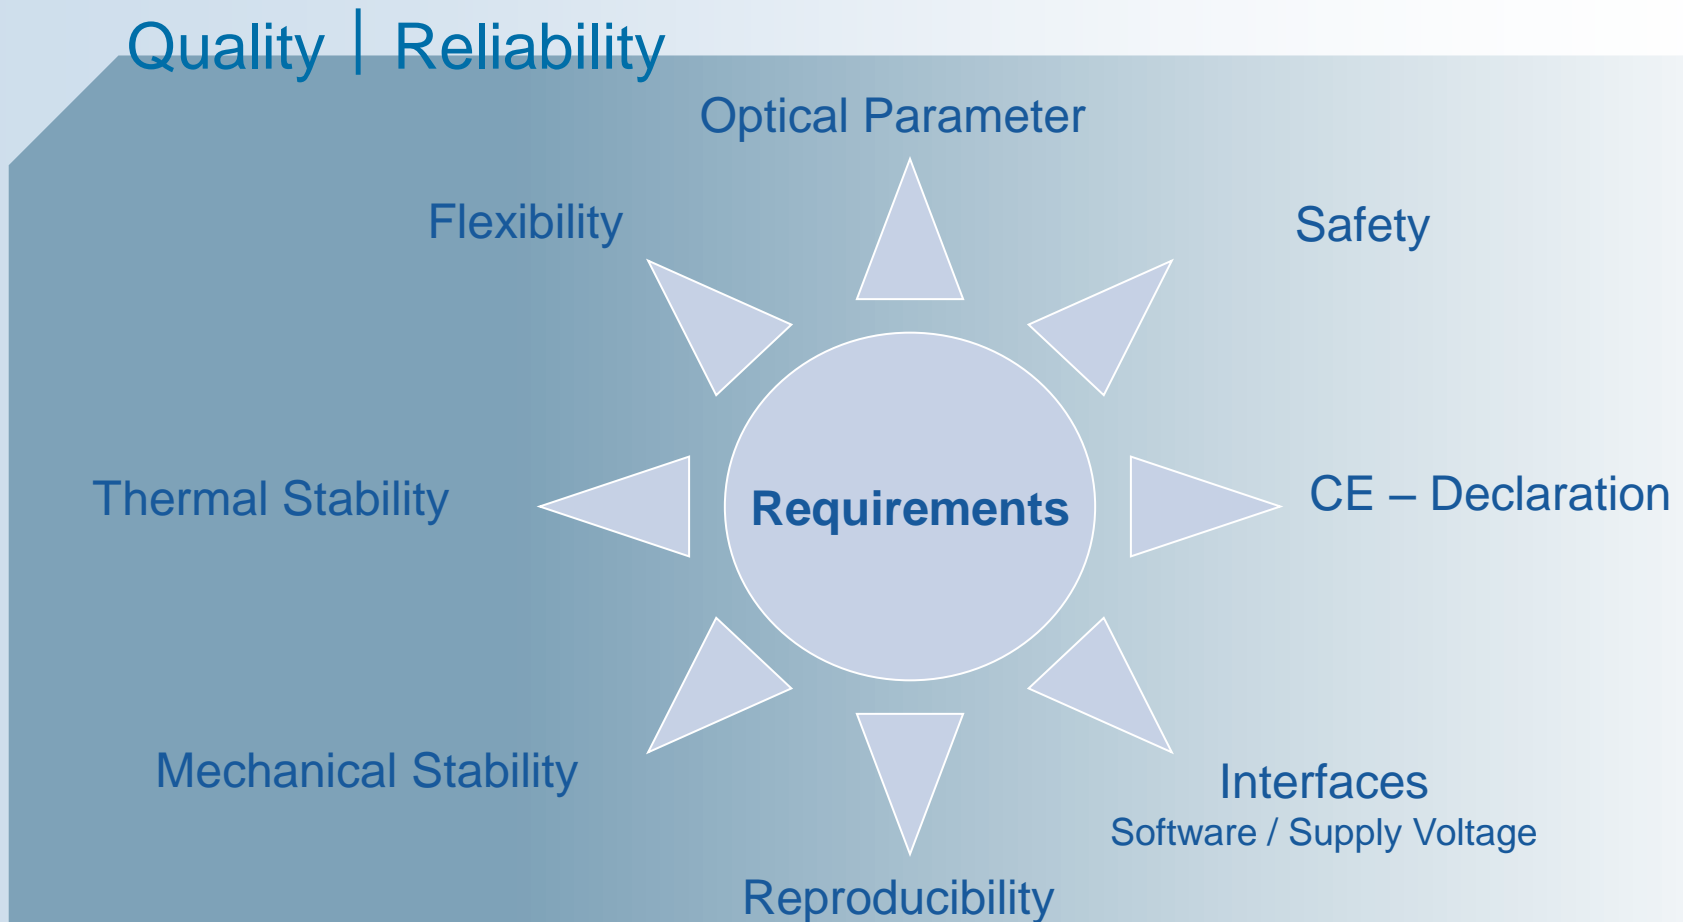 Quality | Reliability
Optical Parameter
Flexibility
Safety
Thermal Stability
Requirements
CE – Declaration
Mechanical Stability
Interfaces
Software / Supply Voltage
Reproducibility